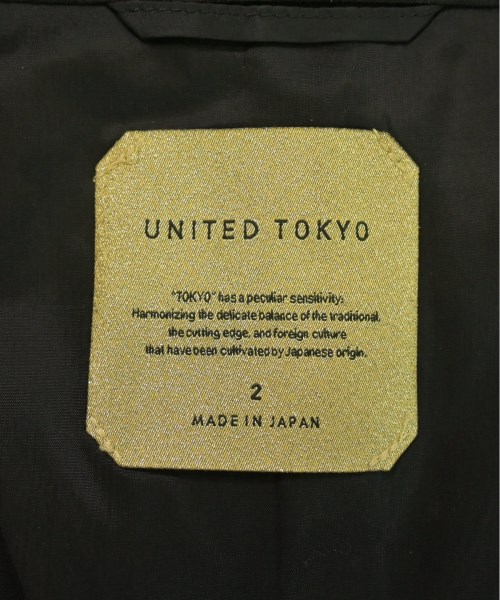 UNITED TOKYO
"TOKYO" has a peculiar sensitivity:
Harmonizing the delicate balance of the traditional,
the cutting edge, and foreign culture
that have been cultivated by Japanese origin.
2
MADE IN JAPAN